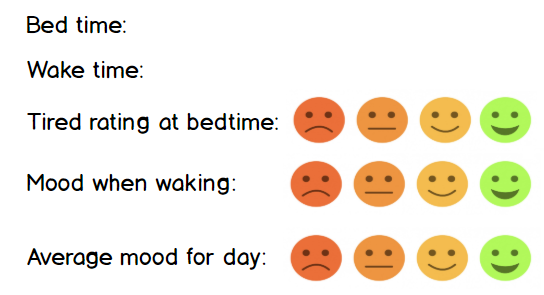 Bed time:
Wake time:
Tired rating at bedtime:
Mood when waking:
Average mood for day: